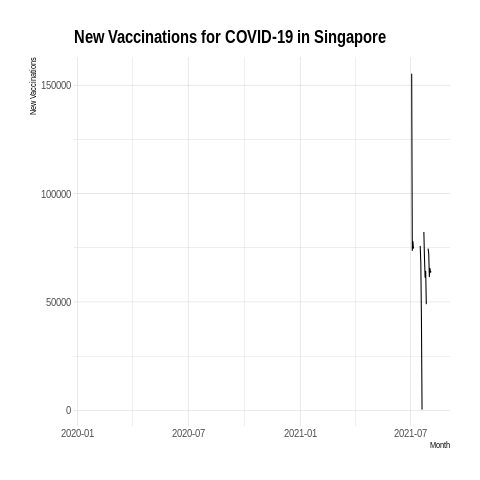 New Vaccinations for COVID-19 in Singapore
New Vaccinations
150000
100000
50000
0
2020-01 2020-07 2021-01 2021-07
Month